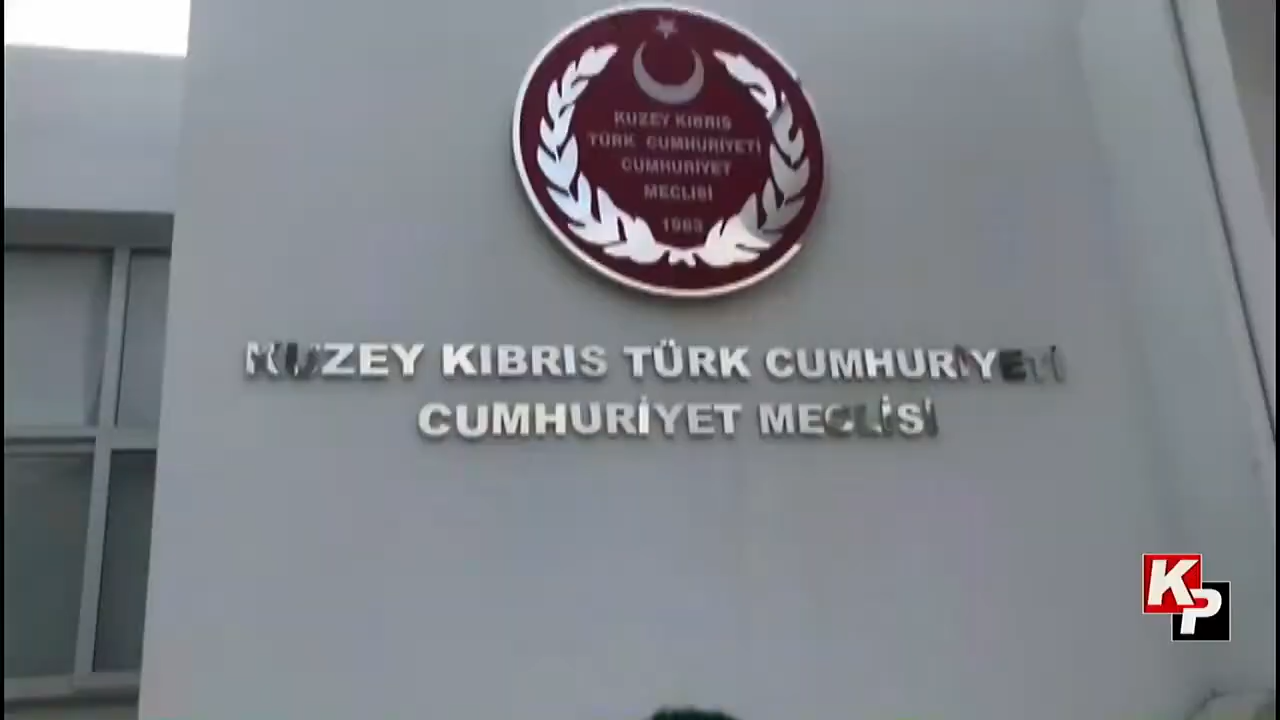 KUZEY KIBRIS
TÜRK CUMHURİYETİ
CUMHURİYET
MECLİSİ
1983
KUZEY KIBRIS TÜRK CUMHURİYETİ
CUMHURİYET MECLİSİ
KP